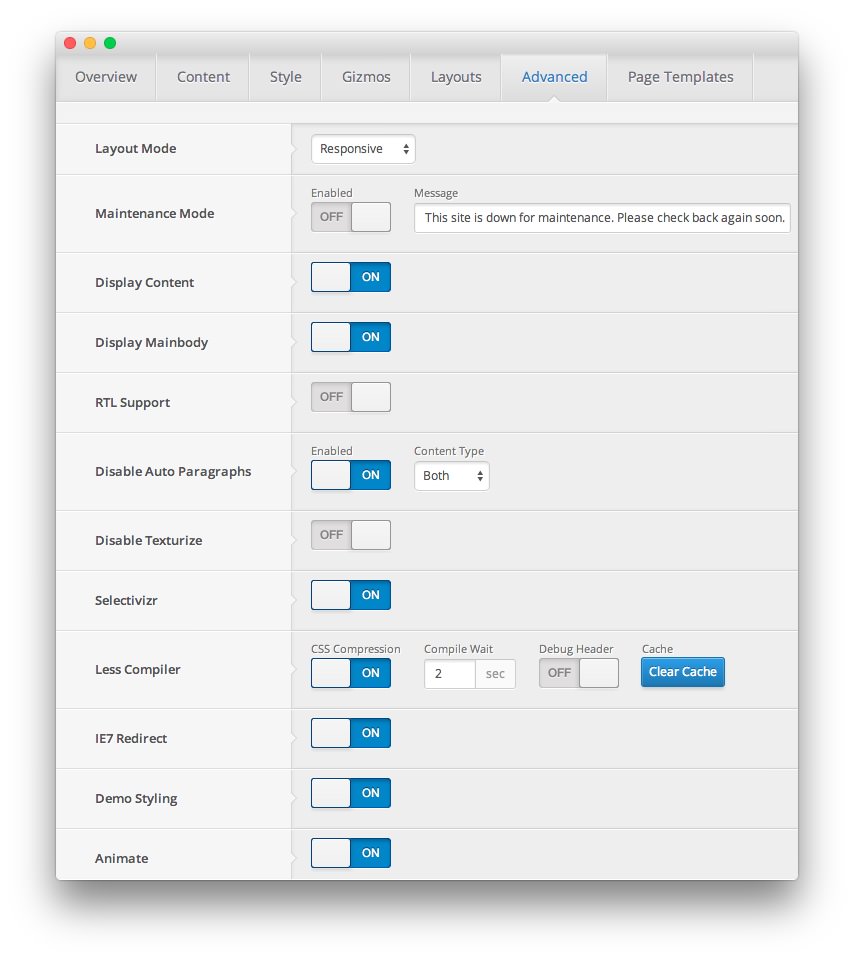 Overview Content Style Gizmos Layouts Advanced Page Templates
Layout Mode Responsive
Enabled Message
Maintenance Mode OFF This site is down for maintenance. Please check back again soon.
Display Content ON
Display Mainbody ON
RTL Support OFF
Enabled Content Type
Disable Auto Paragraphs ON Both
Disable Texturize OFF
Selectivizr ON
CSS Compression Compile Wait Debug Header Cache
Less Compiler ON 2 sec OFF Clear Cache
IE7 Redirect ON
Demo Styling ON
Animate ON